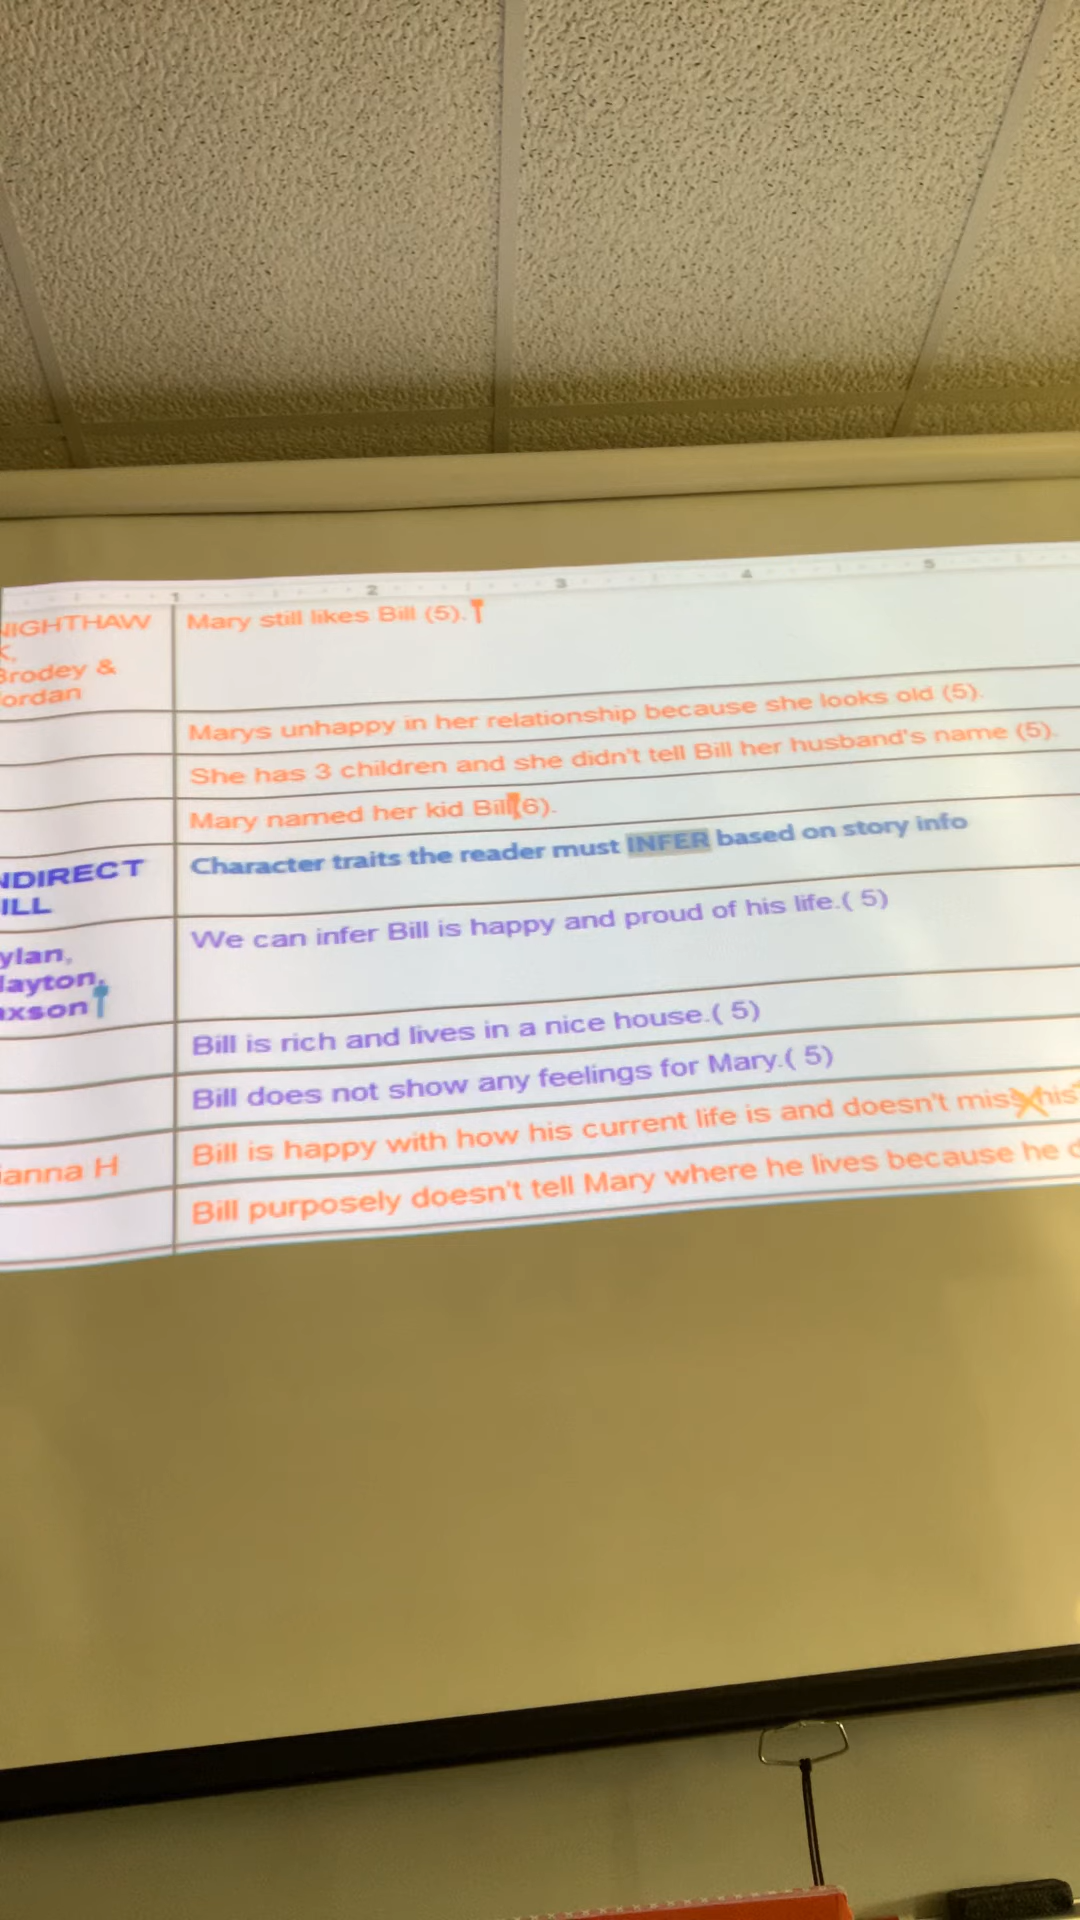 1 2 3 4 5
NIGHTHAW Mary still likes Bill (5).
K,
Brodey &
ordan
Marys unhappy in her relationship because she looks old (5).
She has 3 children and she didn't tell Bill her husband's name (5).
Mary named her kid Bill(6).
NDIRECT Character traits the reader must INFER based on story info
ILL
ylan, We can infer Bill is happy and proud of his life.( 5)
layton,
xson
Bill is rich and lives in a nice house.( 5)
Bill does not show any feelings for Mary.( 5)
ianna H Bill is happy with how his current life is and doesn't miss his
Bill purposely doesn't tell Mary where he lives because he